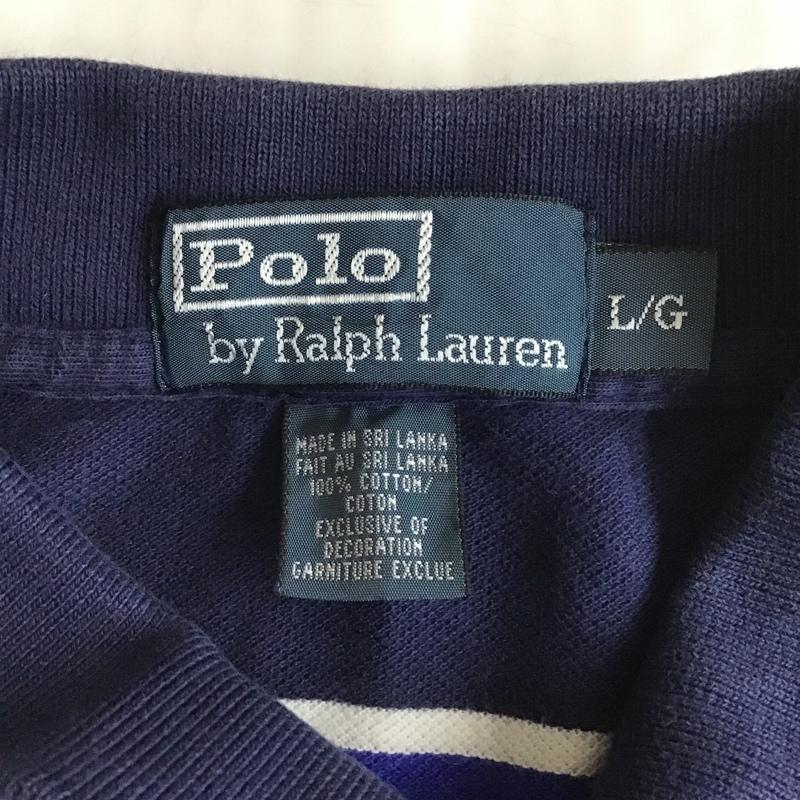 Polo
by Ralph Lauren
L/G
MADE IN SRI LANKA
FAIT AU SRI LANKA
100% COTTON/
COTON
EXCLUSIVE OF
DECORATION
GARNITURE EXCLUE